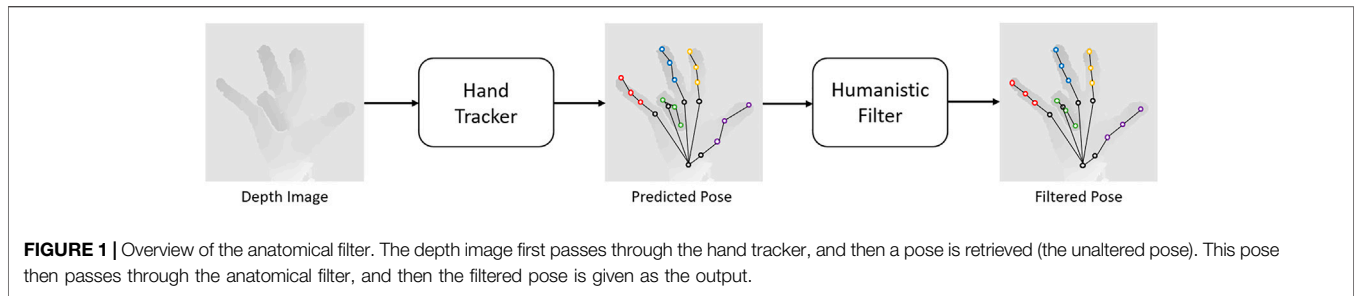 Hand
Tracker
Humanistic
Filter
Depth Image
Predicted Pose
Filtered Pose
FIGURE 1 | Overview of the anatomical filter. The depth image first passes through the hand tracker, and then a pose is retrieved (the unaltered pose). This pose
then passes through the anatomical filter, and then the filtered pose is given as the output.